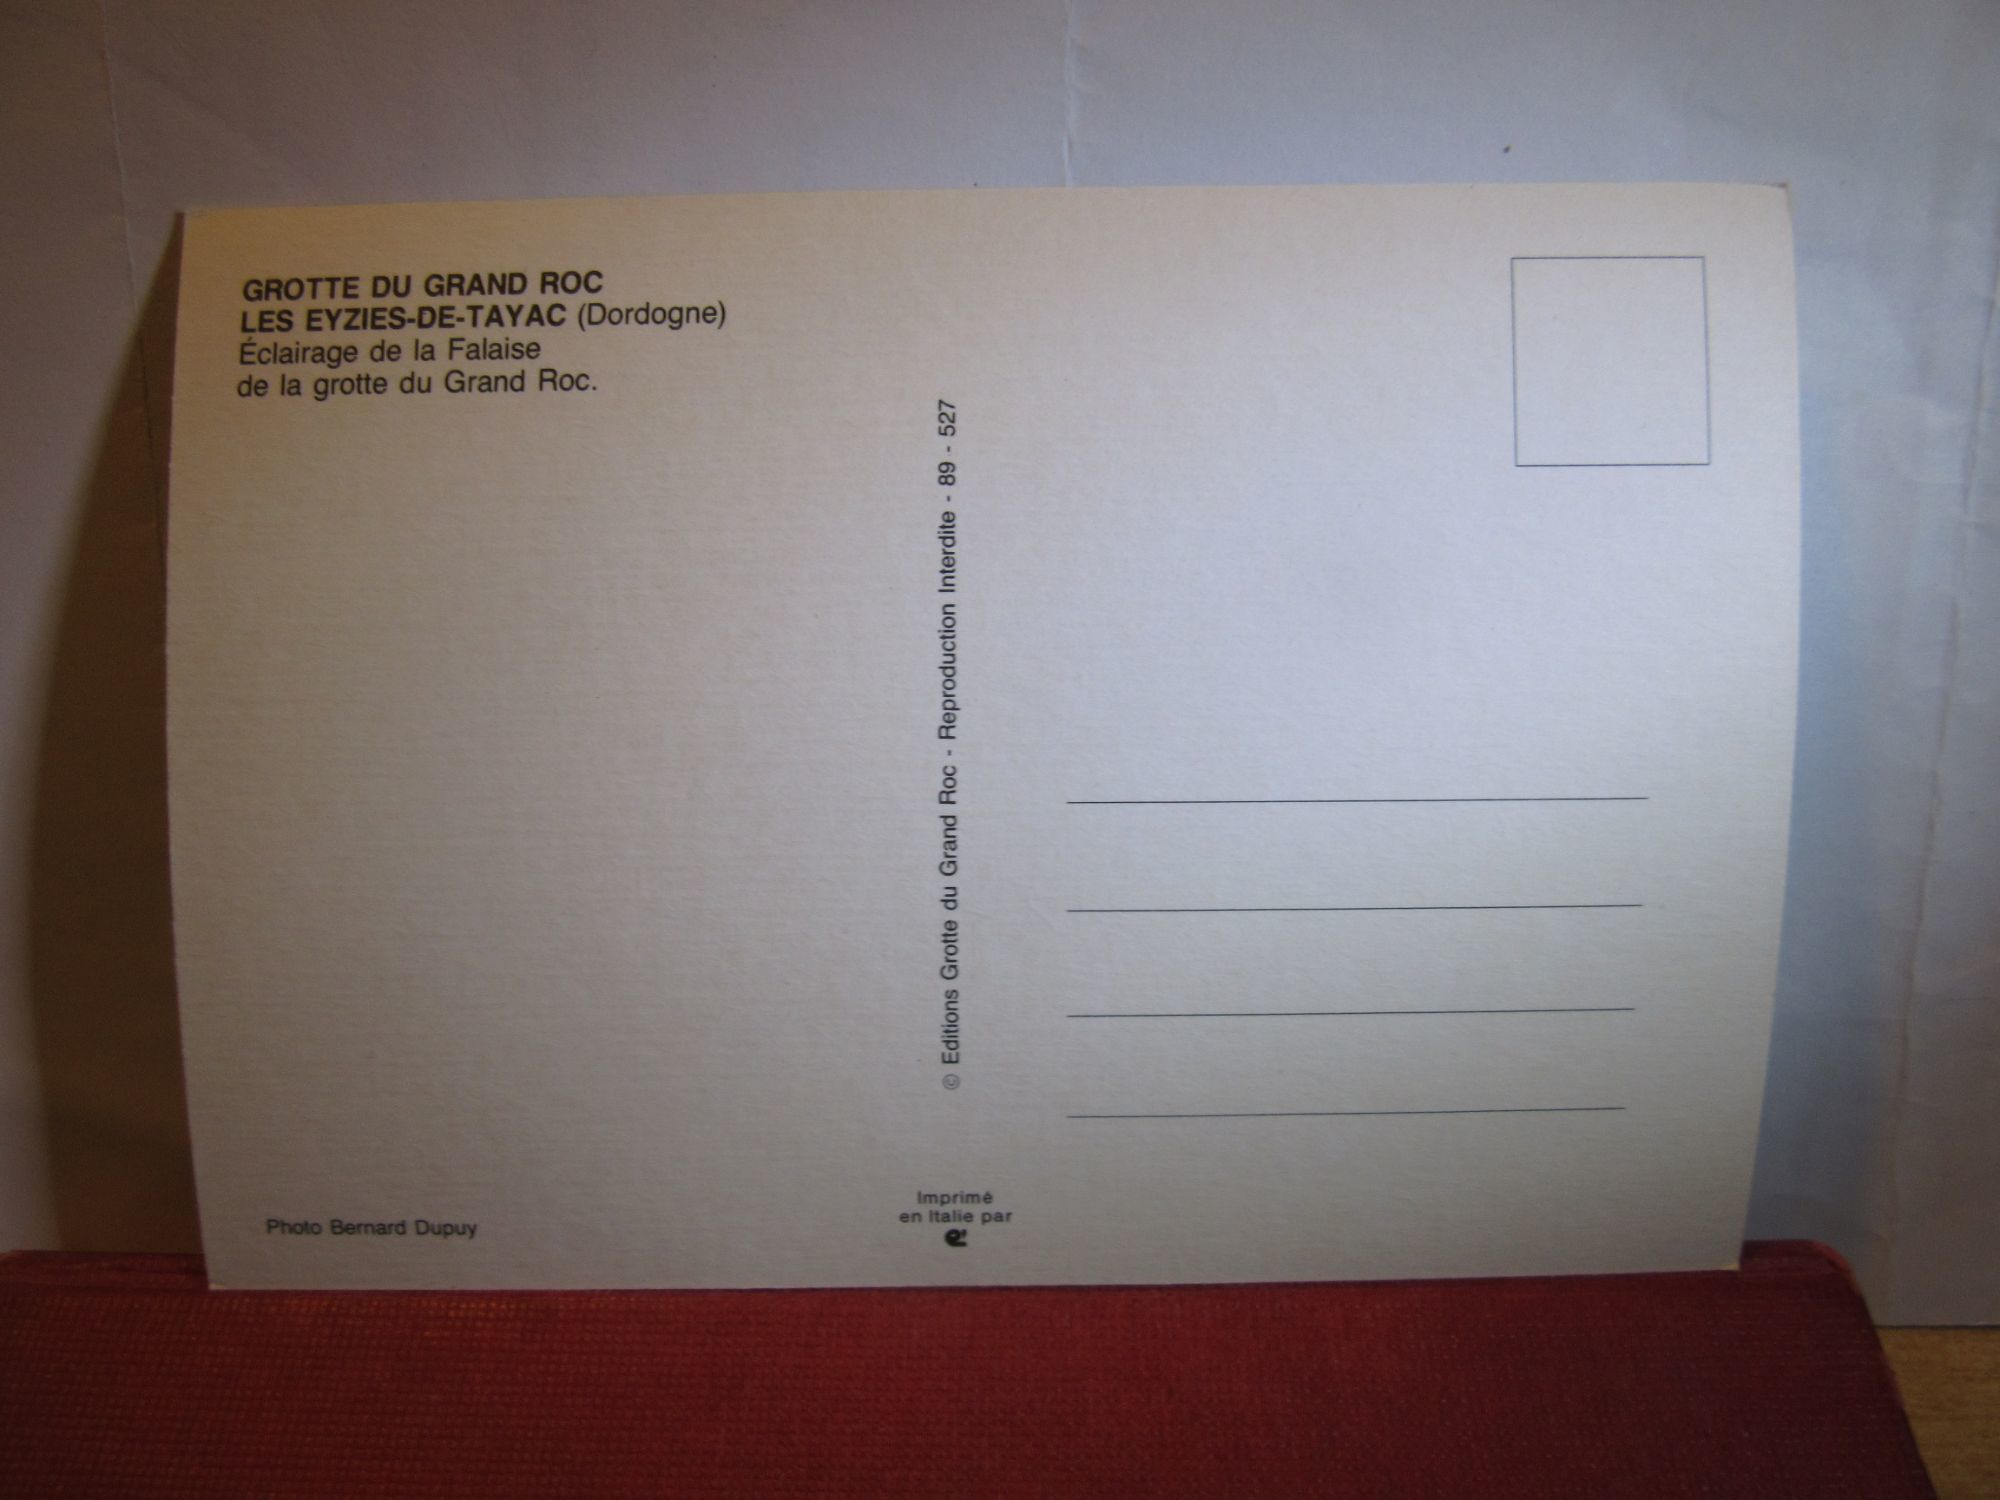 GROTTE DU GRAND ROC
LES EYZIES-DE-TAYAC (Dordogne)
Éclairage de la Falaise
de la grotte du Grand Roc.
© Editions Grotte du Grand Roc - Reproduction Interdite - 89 - 527
Photo Bernard Dupuy
Imprimé
en Italie par